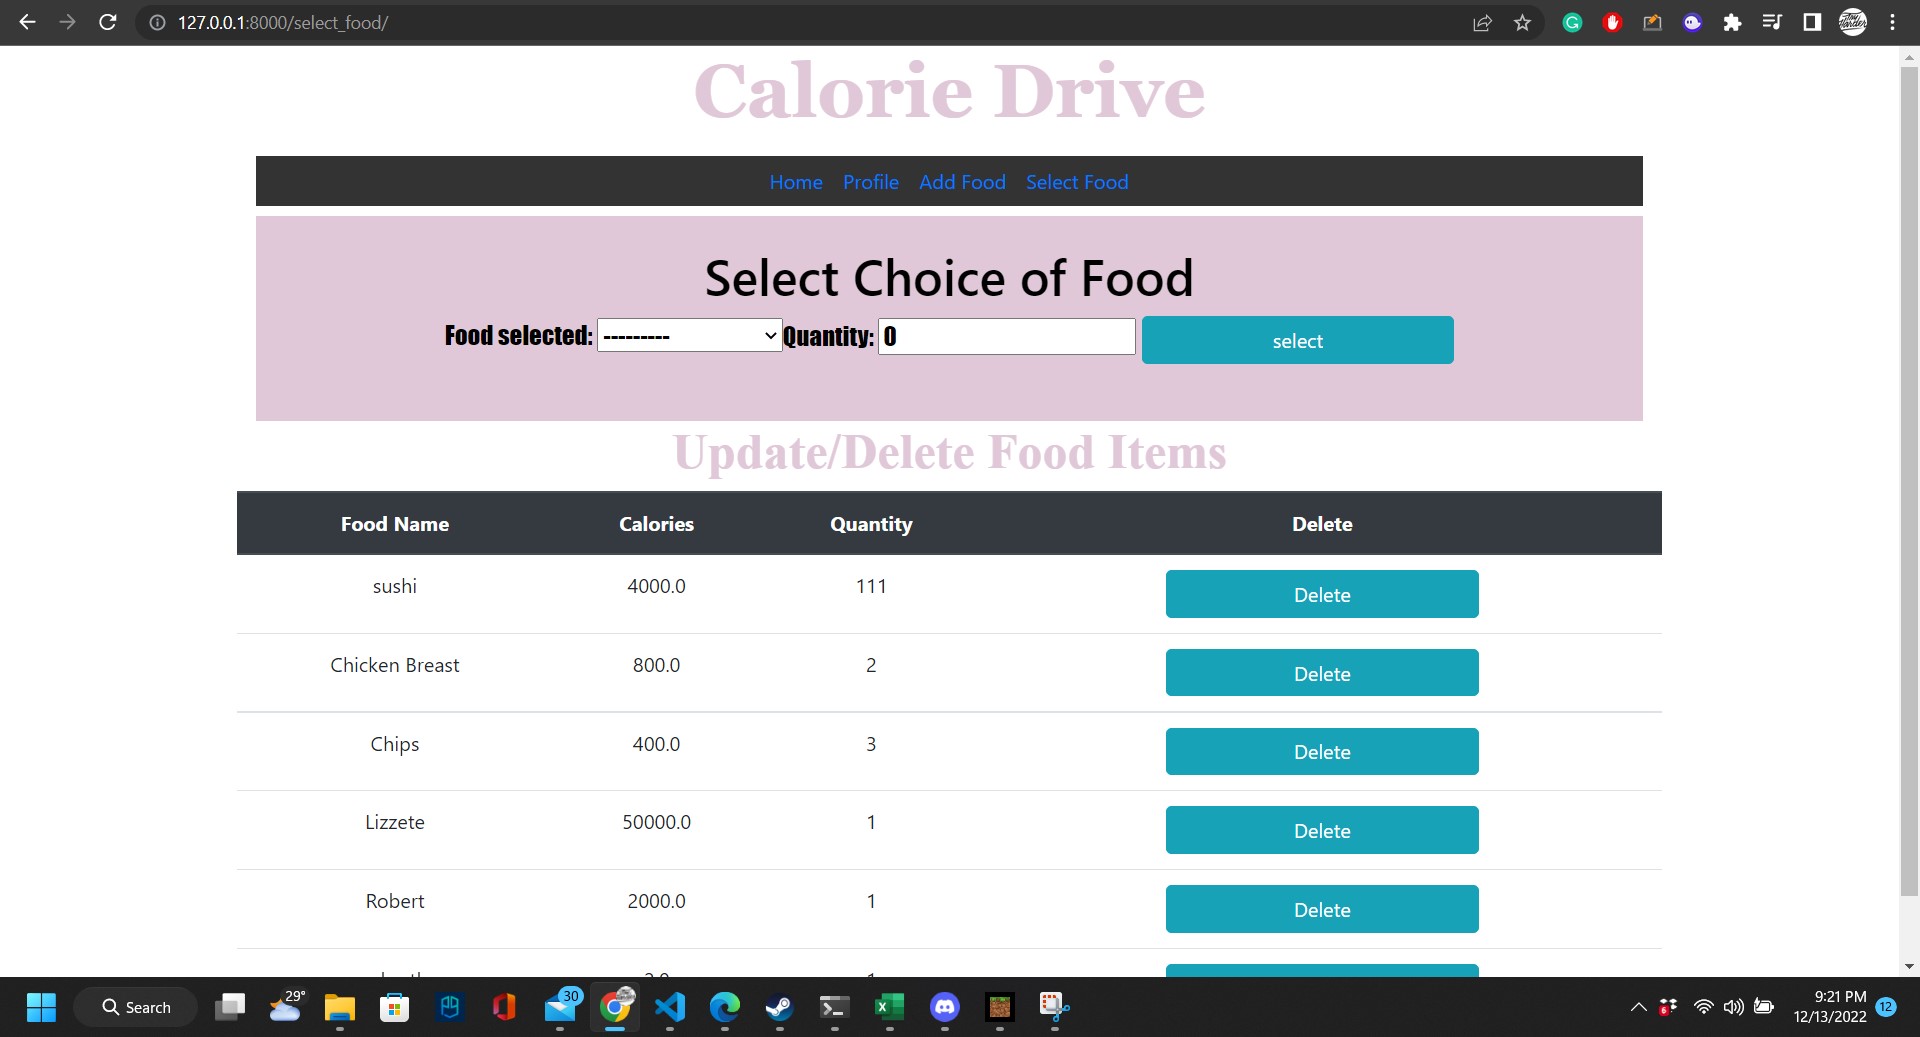 127.0.0.1:8000/select_food/
Calorie Drive
Home Profile Add Food Select Food
Select Choice of Food
Food selected: --------- Quantity: 0 select
Update/Delete Food Items
Food Name Calories Quantity Delete
sushi 4000.0 111 Delete
Chicken Breast 800.0 2 Delete
Chips 400.0 3 Delete
Lizzete 50000.0 1 Delete
Robert 2000.0 1 Delete
Search 29° 30 6 9:21 PM 12
12/13/2022